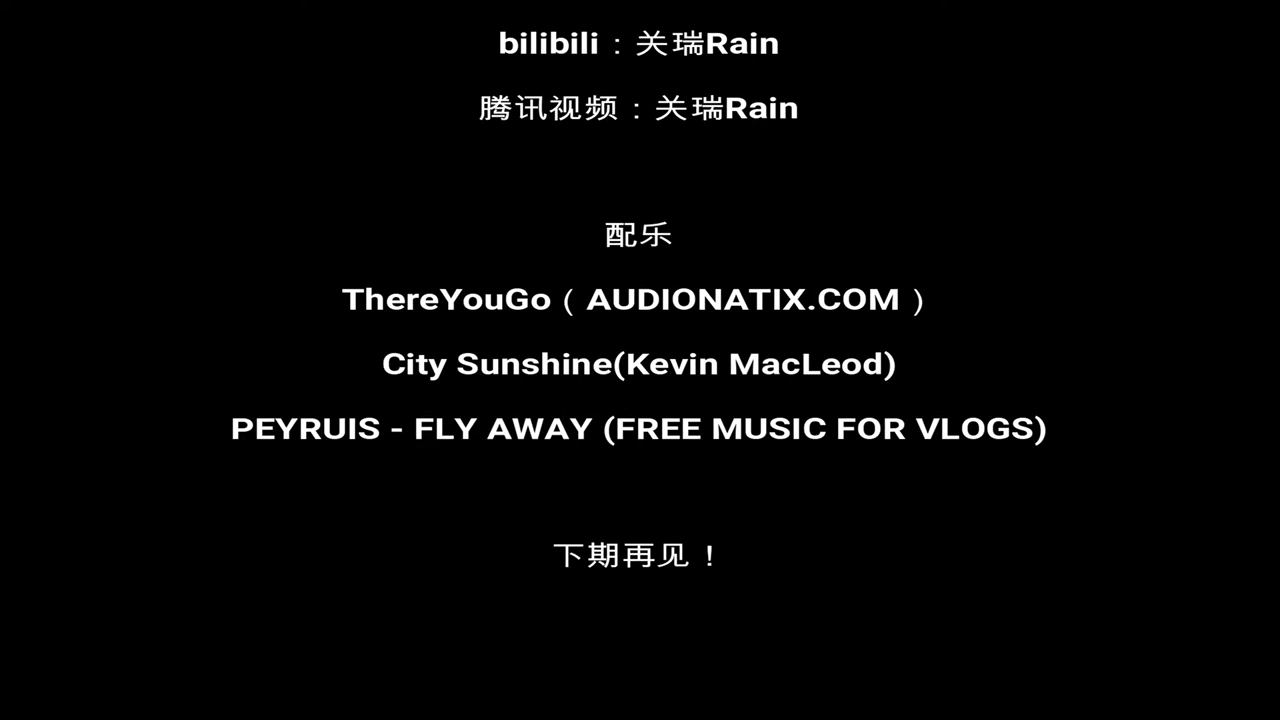 bilibili：关瑞Rain
腾讯视频：关瑞Rain
配乐
ThereYouGo（AUDIONATIX.COM）
City Sunshine(Kevin MacLeod)
PEYRUIS - FLY AWAY (FREE MUSIC FOR VLOGS)
下期再见！